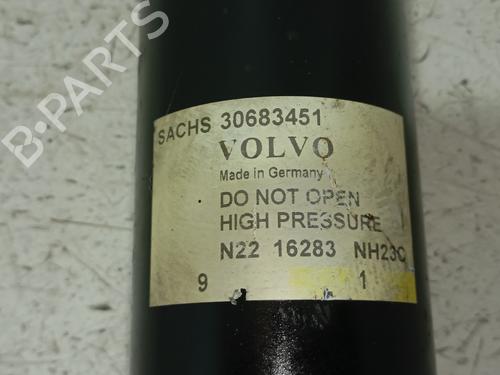 B-PARTS
SACHS 30683451
VOLVO
Made in Germany
DO NOT OPEN
HIGH PRESSURE
N22 16283 NH23C
9 1